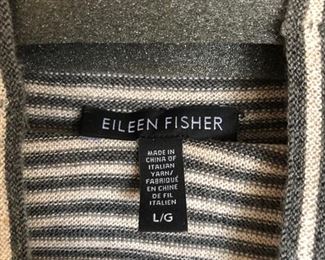 EILEEN FISHER
MADE IN
CHINA OF
ITALIAN
YARN/
FABRIQUÉ
EN CHINE
DE FIL
ITALIEN
L/G